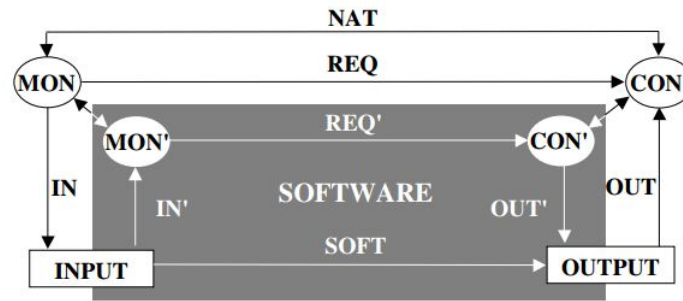 NAT
REQ
MON
CON
REQ'
MON'
CON'
IN
IN'
SOFTWARE
OUT'
OUT
SOFT
INPUT
OUTPUT